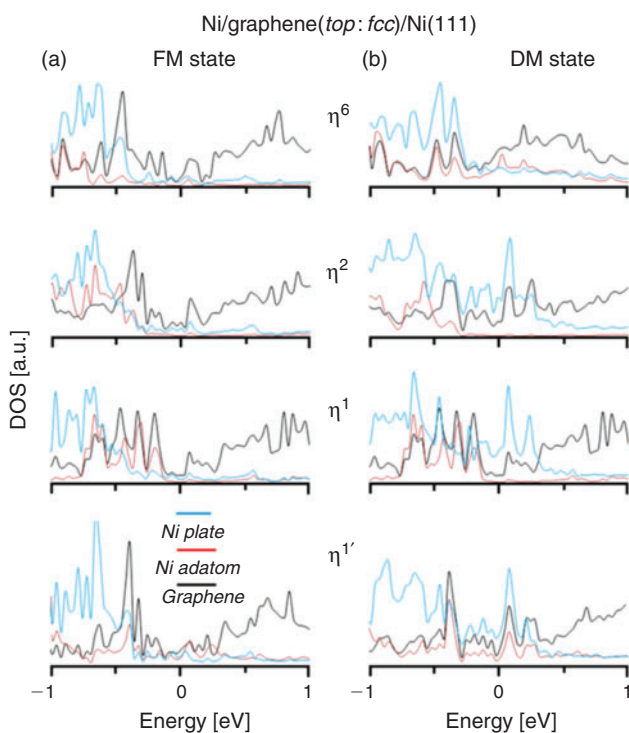 Ni/graphene(top:fcc)/Ni(111)
(a) FM state (b) DM state
η⁶
η²
DOS [a.u.]
η¹
Ni plate
Ni adatom
Graphene
η¹′
−1 0 1 −1 0 1
Energy [eV] Energy [eV]